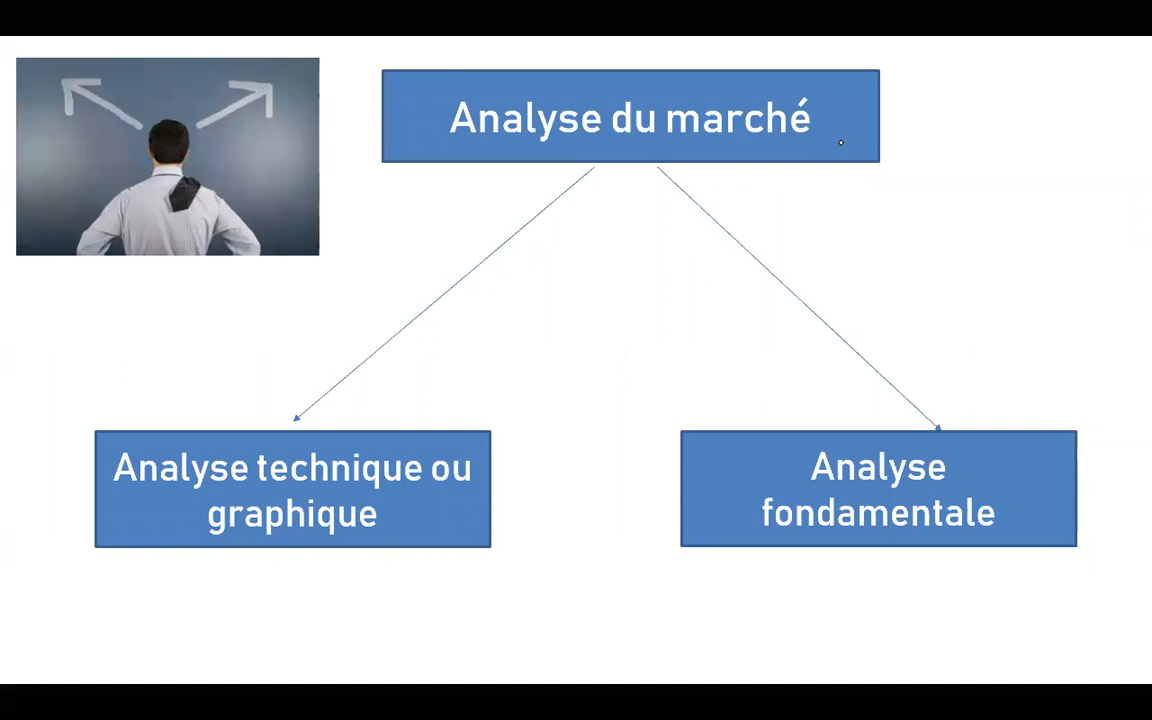 Analyse du marché
Analyse technique ou
graphique
Analyse
fondamentale